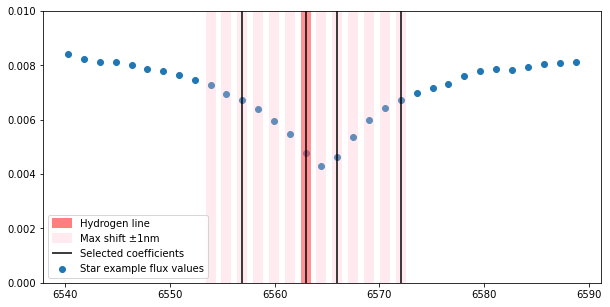 0.010
0.008
0.006
0.004
0.002
0.000
Hydrogen line
Max shift ±1nm
Selected coefficients
Star example flux values
6540 6550 6560 6570 6580 6590